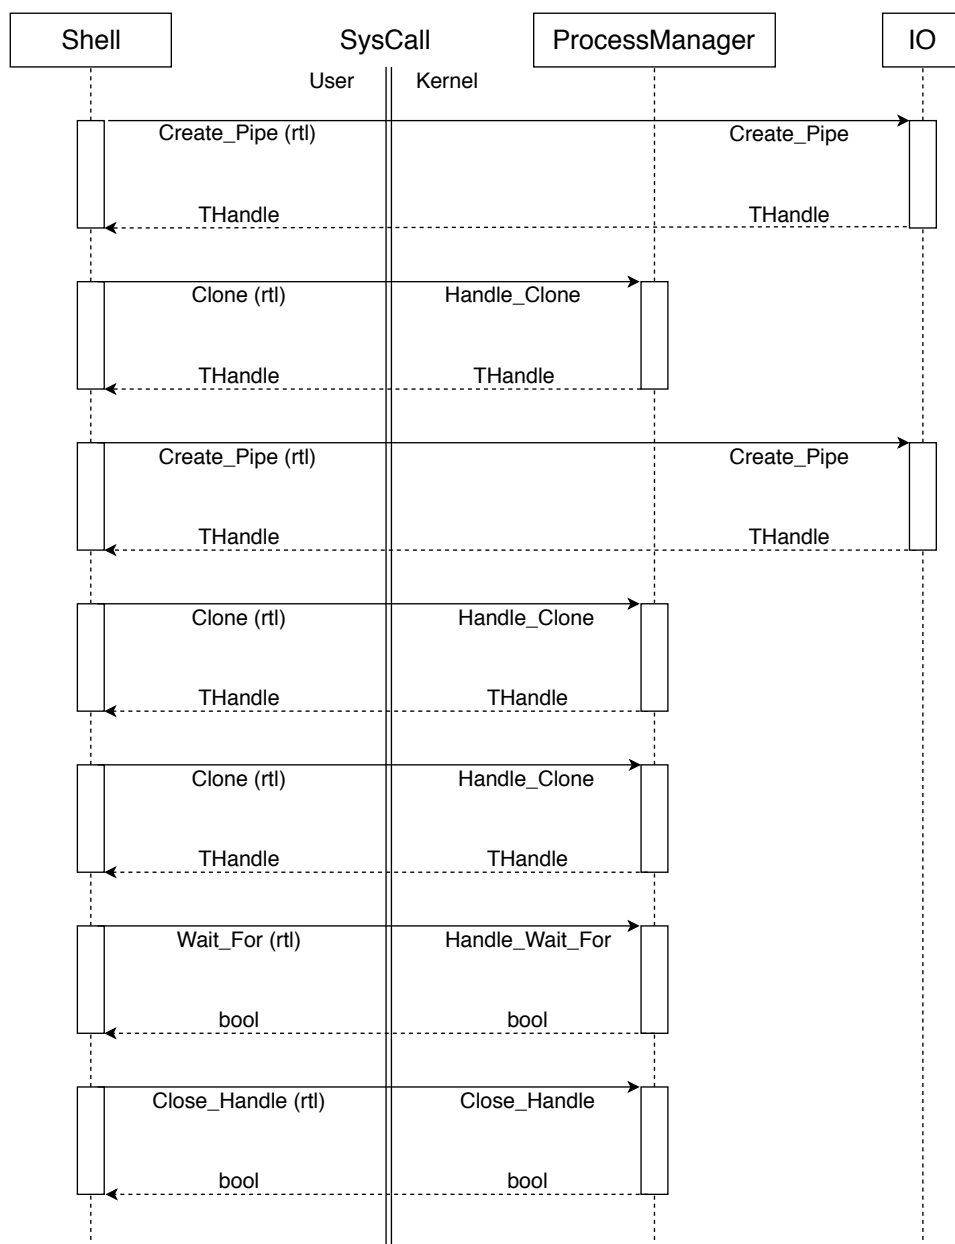 Shell SysCall ProcessManager IO
User Kernel
Create_Pipe (rtl) Create_Pipe
THandle THandle
Clone (rtl) Handle_Clone
THandle THandle
Create_Pipe (rtl) Create_Pipe
THandle THandle
Clone (rtl) Handle_Clone
THandle THandle
Clone (rtl) Handle_Clone
THandle THandle
Wait_For (rtl) Handle_Wait_For
bool bool
Close_Handle (rtl) Close_Handle
bool bool